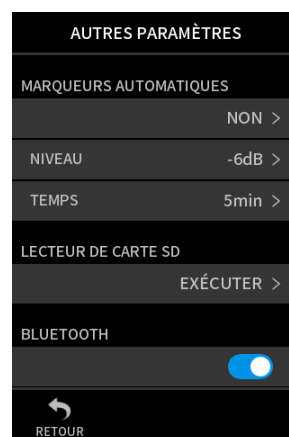 AUTRES PARAMÈTRES
MARQUEURS AUTOMATIQUES
NON >
NIVEAU -6dB >
TEMPS 5min >
LECTEUR DE CARTE SD
EXÉCUTER >
BLUETOOTH
RETOUR